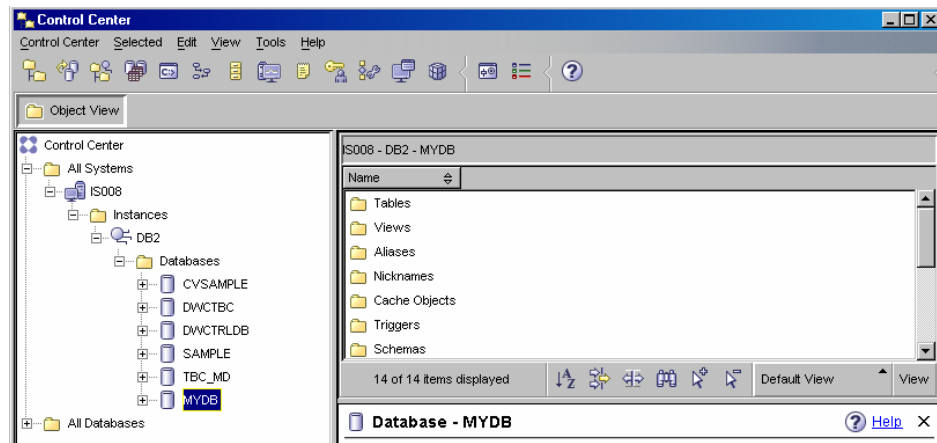 Control Center
Control Center Selected Edit View Tools Help
Object View
Control Center
All Systems
IS008
Instances
DB2
Databases
CVSAMPLE
DWCTBC
DWCTRLDB
SAMPLE
TBC_MD
MYDB
All Databases
IS008 - DB2 - MYDB
Name
Tables
Views
Aliases
Nicknames
Cache Objects
Triggers
Schemas
14 of 14 items displayed Default View View
Database - MYDB Help